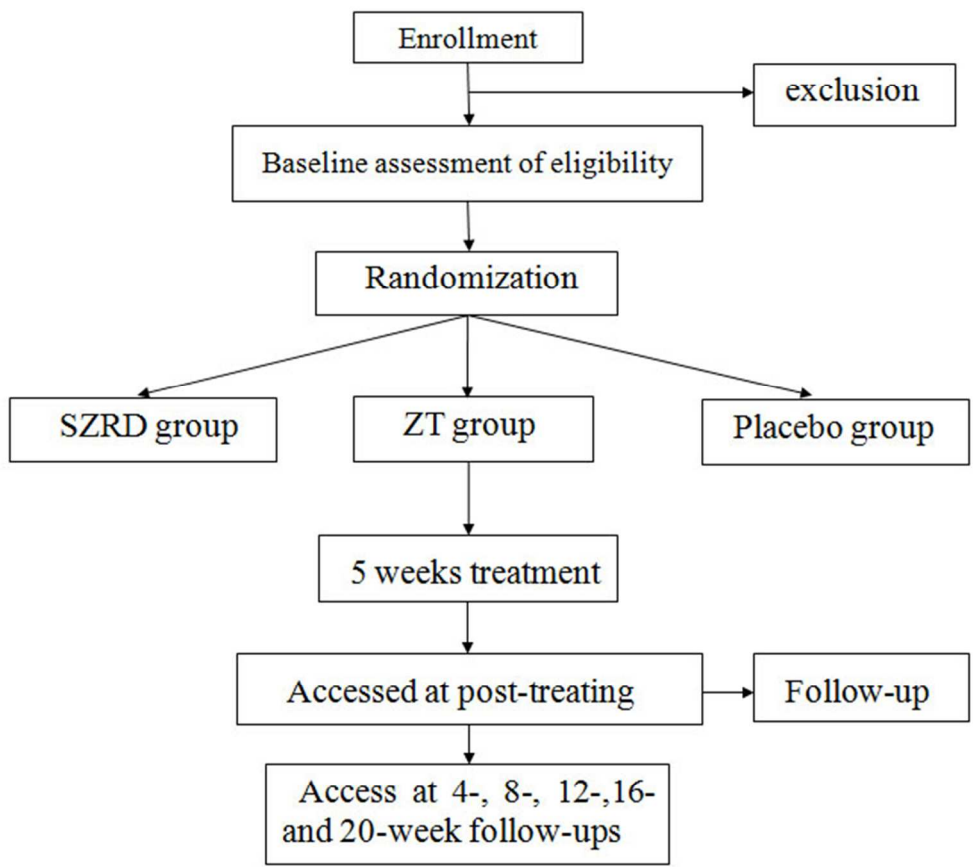 Enrollment
exclusion
Baseline assessment of eligibility
Randomization
SZRD group
ZT group
Placebo group
5 weeks treatment
Accessed at post-treating
Follow-up
Access at 4-, 8-, 12-,16-
and 20-week follow-ups